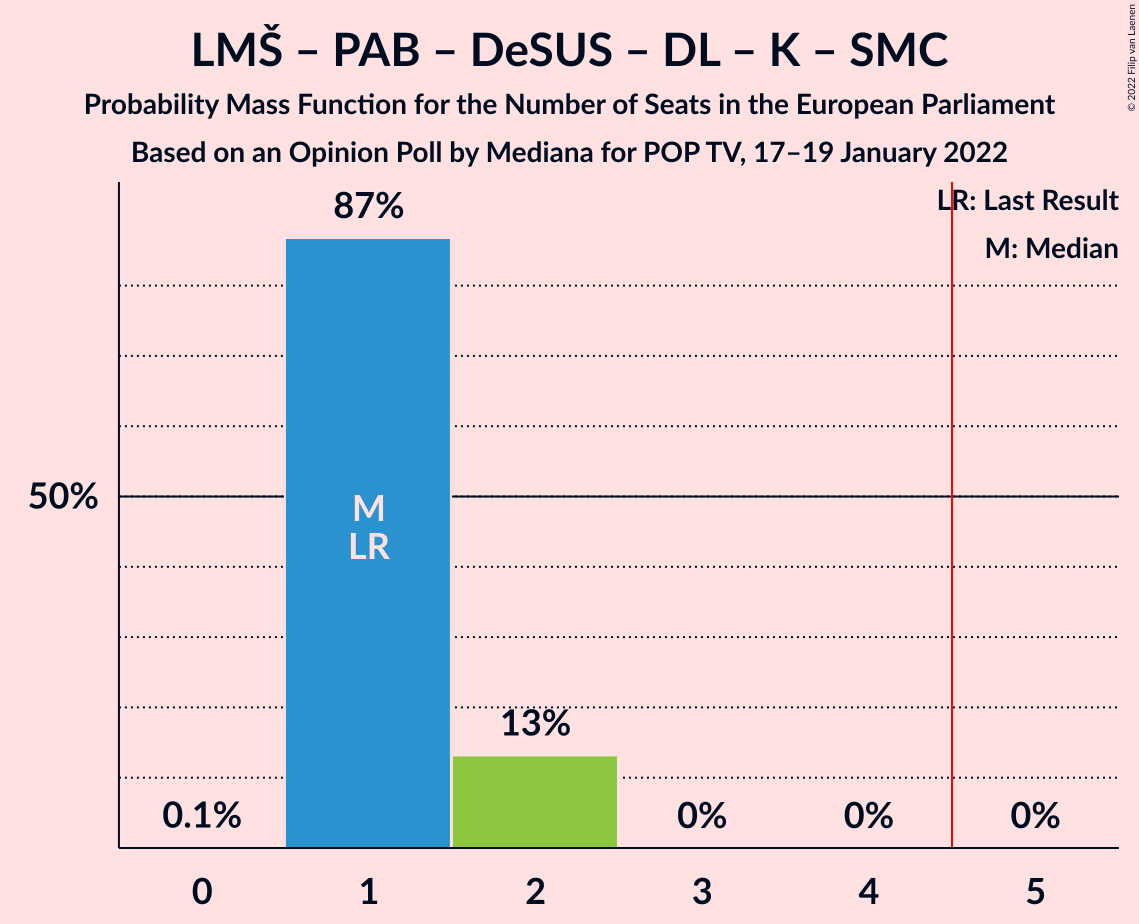 LMŠ – PAB – DeSUS – DL – K – SMC
Probability Mass Function for the Number of Seats in the European Parliament
Based on an Opinion Poll by Mediana for POP TV, 17–19 January 2022
© 2022 Filip van Laenen
LR: Last Result
M: Median
87%
50%
M
LR
13%
0.1%
0%
0%
0%
0
1
2
3
4
5